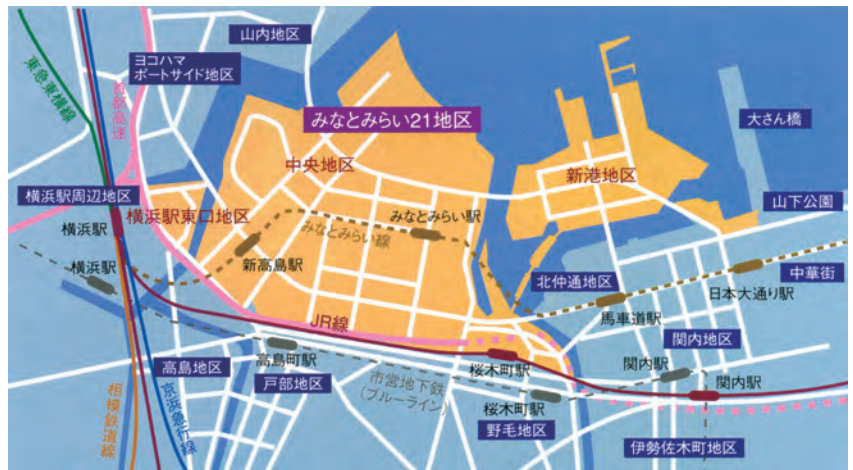 山内地区
ヨコハマ
ポートサイド地区
東急東横線
首都高速
みなとみらい21地区
大さん橋
中央地区
新港地区
横浜駅周辺地区
横浜駅東口地区
山下公園
横浜駅
みなとみらい駅
みなとみらい線
横浜駅
新高島駅
北仲通地区
中華街
日本大通り駅
馬車道駅
JR線
関内地区
高島地区
高島町駅
戸部地区
市営地下鉄
(ブルーライン)
桜木町駅
桜木町駅
関内駅
関内駅
相模鉄道線
京浜急行線
野毛地区
伊勢佐木町地区